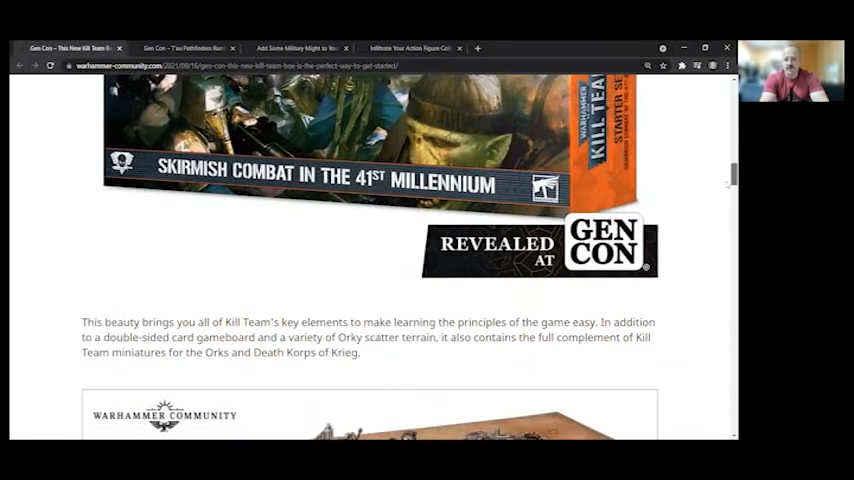 Gen Con – This New Kill Team B
Gen Con – T'au Pathfinders Rus
Add Some Military Might to You
Infiltrate Your Action Figure Coll
warhammer-community.com/2021/09/16/gen-con-this-new-kill-team-box-is-the-perfect-way-to-get-started/
WARHAMMER
KILL TEAM
STARTER SE
SKIRMISH COMBAT IN THE 41ST MILLENNIUM
REVEALED
AT
GEN
CON
This beauty brings you all of Kill Team's key elements to make learning the principles of the game easy. In addition
to a double-sided card gameboard and a variety of Orky scatter terrain, it also contains the full complement of Kill
Team miniatures for the Orks and Death Korps of Krieg.
WARHAMMER COMMUNITY